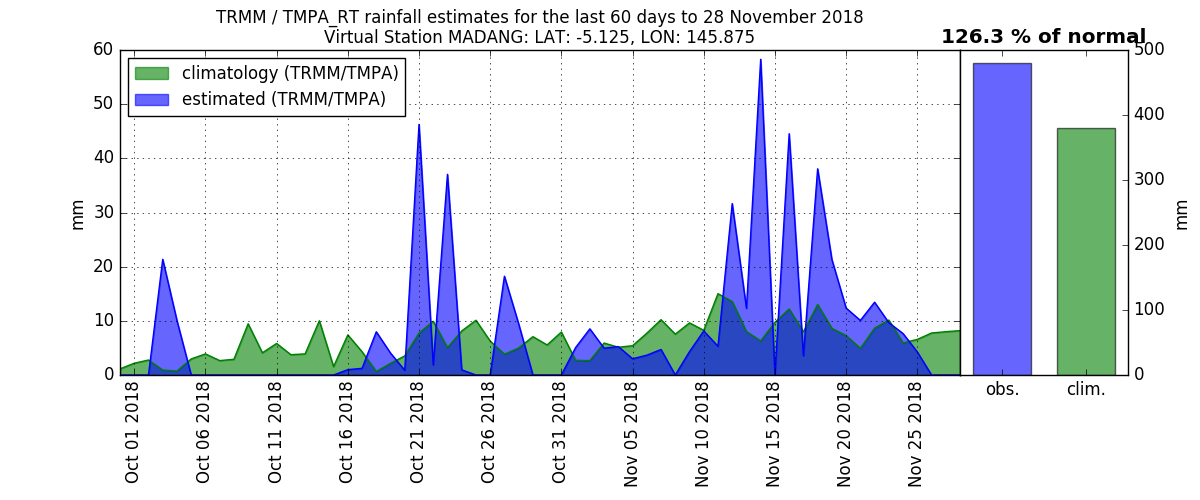 TRMM / TMPA_RT rainfall estimates for the last 60 days to 28 November 2018
Virtual Station MADANG: LAT: -5.125, LON: 145.875
126.3 % of normal
climatology (TRMM/TMPA)
estimated (TRMM/TMPA)
60
50
40
30
20
10
0
mm
500
400
300
200
100
0
mm
obs.
clim.
Oct 01 2018
Oct 06 2018
Oct 11 2018
Oct 16 2018
Oct 21 2018
Oct 26 2018
Oct 31 2018
Nov 05 2018
Nov 10 2018
Nov 15 2018
Nov 20 2018
Nov 25 2018